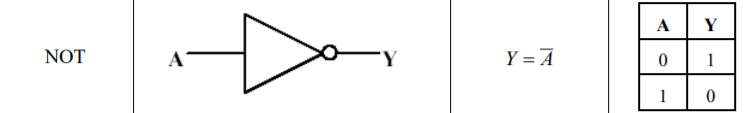 NOT
A
Y
Y = A̅
A Y
0 1
1 0